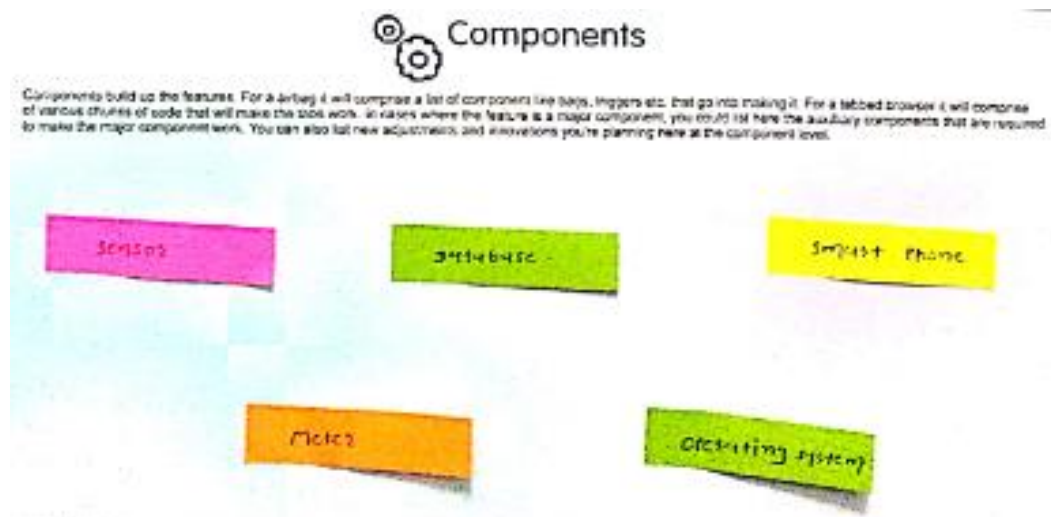 Components
Components build up the features. For a airbag it will comprise a list of component like bags, triggers etc. that go into making it. For a tabbed browser it will comprise
of various chunks of code that will make the tabs work. In cases where the feature is a major component, you could list here the auxiliary components that are required
to make the major component work. You can also list new adjustments and innovations you're planning here at the component level.
sensor
database
smart phone
meter
operating system